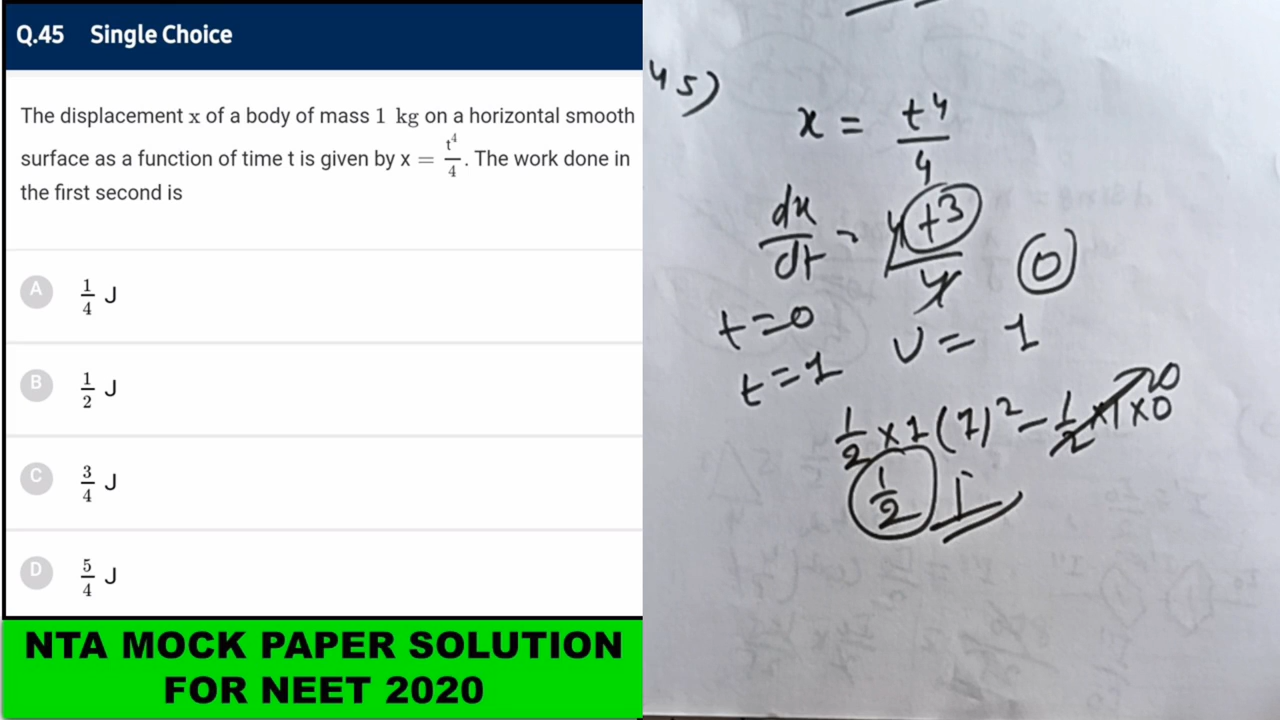 Q.45 Single Choice
The displacement x of a body of mass 1 kg on a horizontal smooth
surface as a function of time t is given by x = t⁴/4. The work done in
the first second is
A 1/4 J
B 1/2 J
C 3/4 J
D 5/4 J
NTA MOCK PAPER SOLUTION
FOR NEET 2020
45)
x = t⁴/4
dx/dt = 4t³/4
0
t=0
t=1 v = 1
1/2 × 1 (1)² − 1/2 × 1 × 0 0
1/2 j